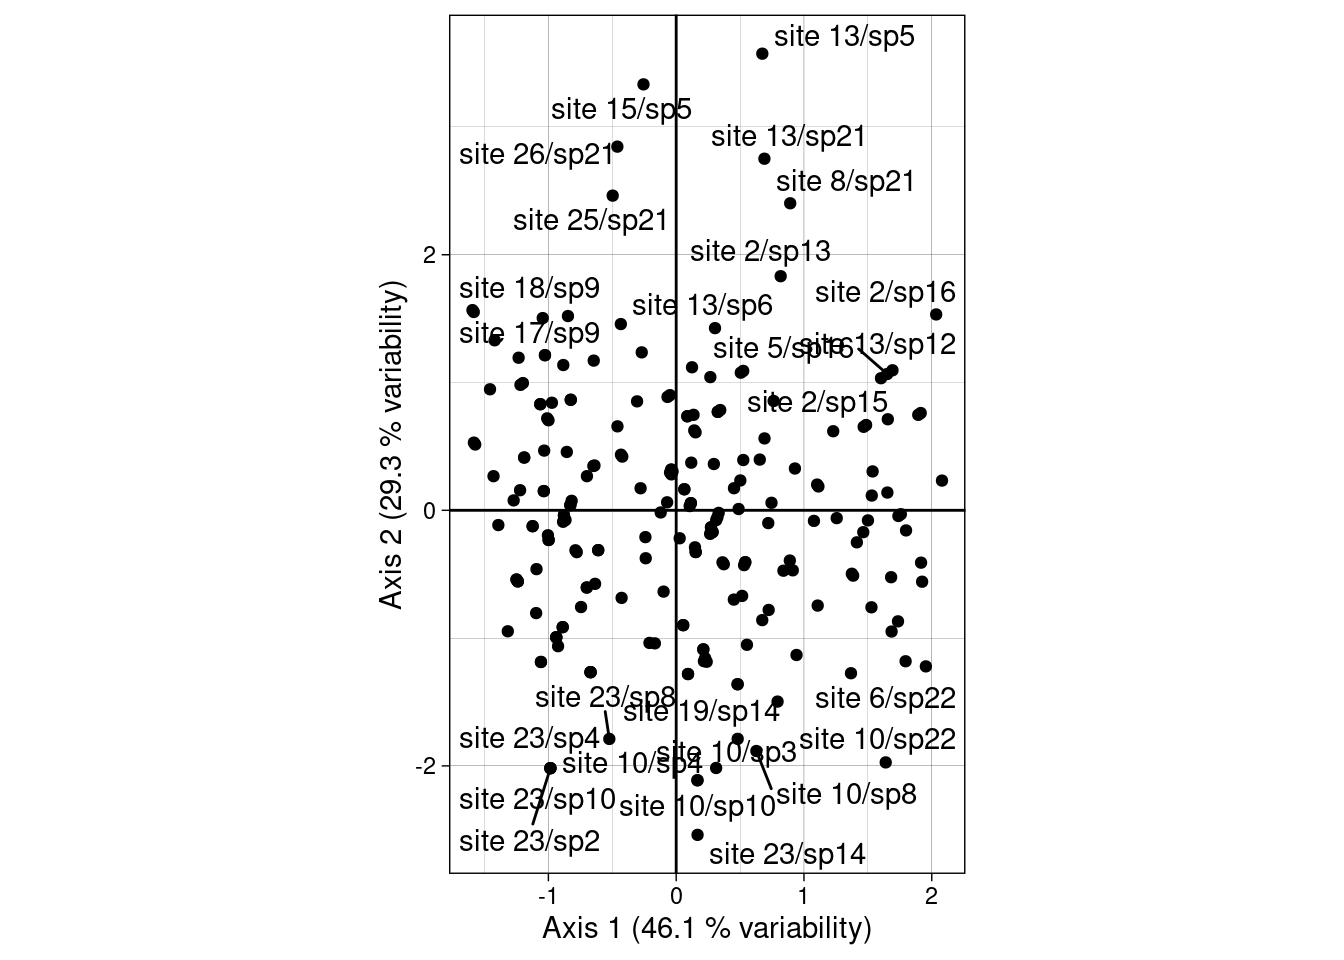 site 13/sp5
site 15/sp5
site 13/sp21
site 26/sp21
site 8/sp21
site 25/sp21
site 2/sp13
site 18/sp9
site 2/sp16
site 13/sp6
site 17/sp9
site 5/sp16
site 13/sp12
site 2/sp15
site 23/sp8
site 6/sp22
site 19/sp14
site 23/sp4
site 10/sp22
site 10/sp3
site 10/sp4
site 10/sp8
site 23/sp10
site 10/sp10
site 23/sp2
site 23/sp14
2
0
-2
-1
0
1
2
Axis 1 (46.1 % variability)
Axis 2 (29.3 % variability)